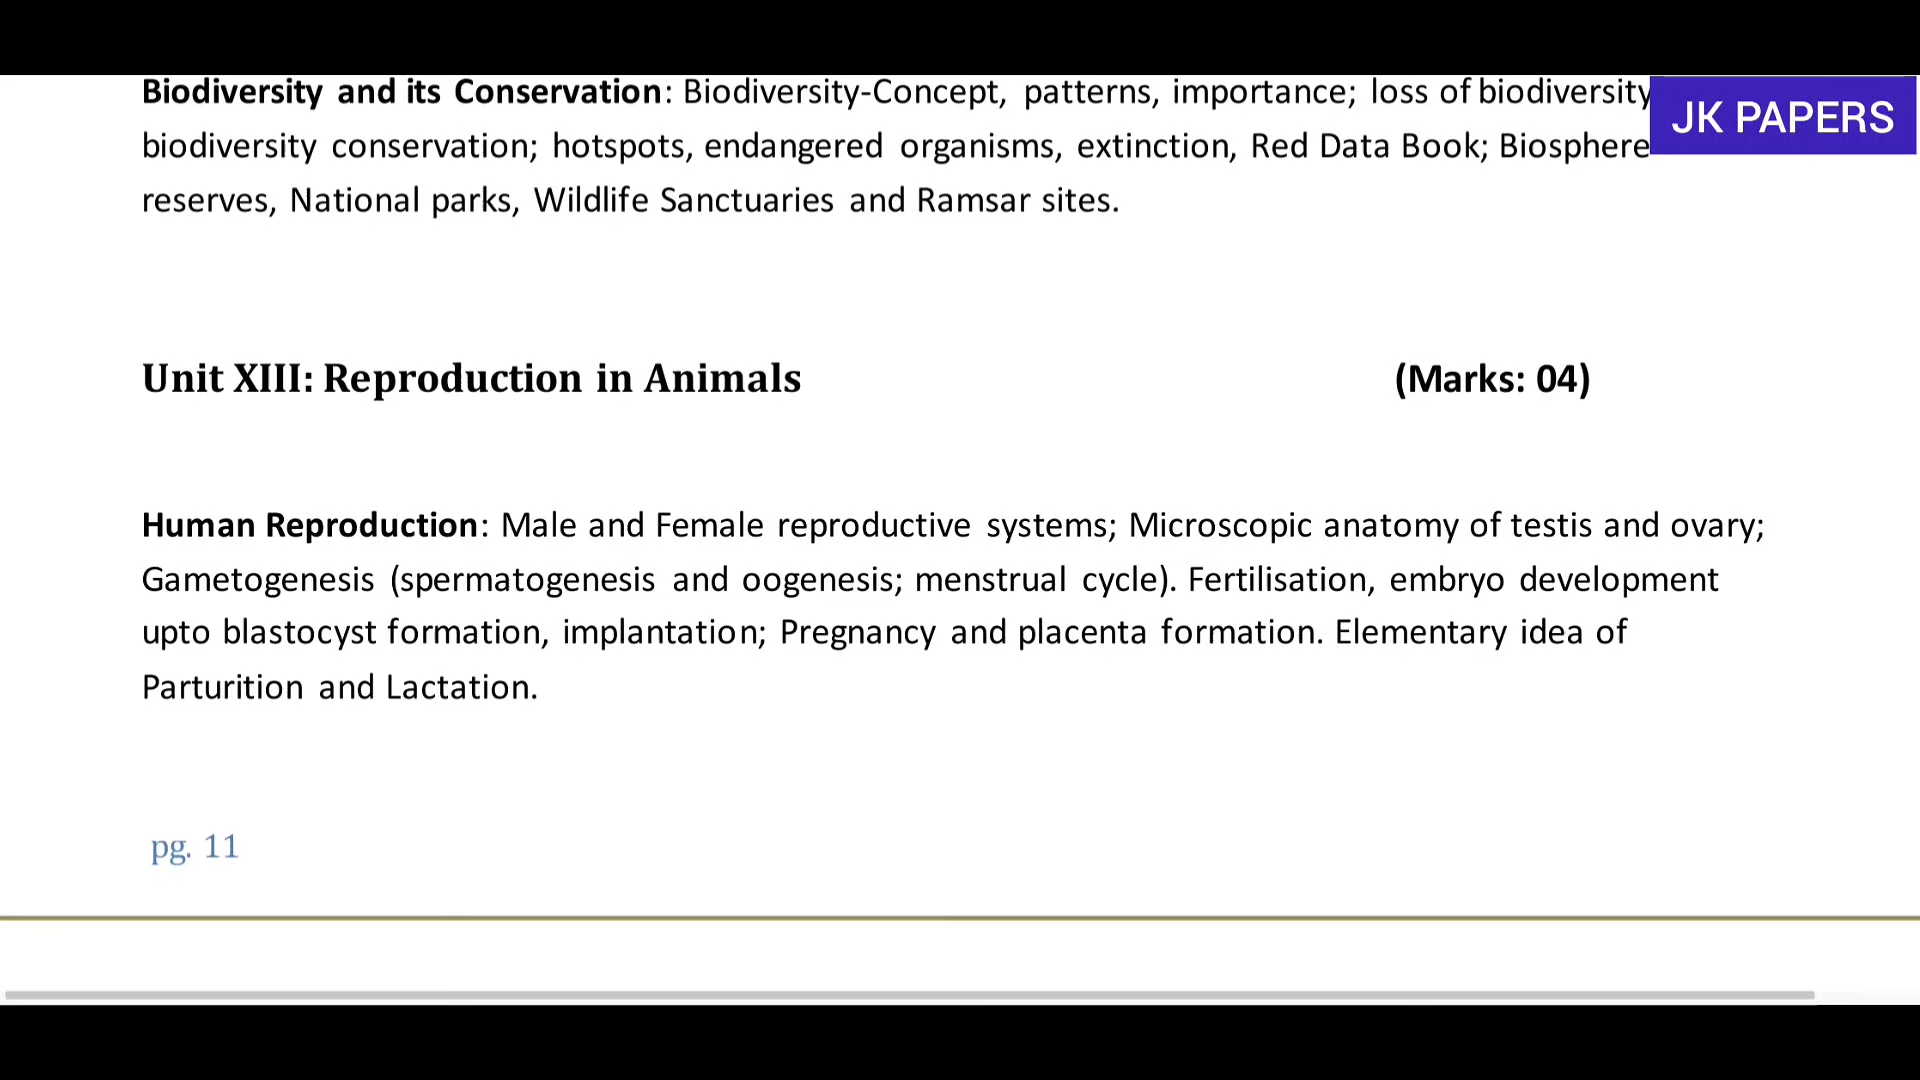 Biodiversity and its Conservation: Biodiversity-Concept, patterns, importance; loss of biodiversity
JK PAPERS
biodiversity conservation; hotspots, endangered organisms, extinction, Red Data Book; Biosphere
reserves, National parks, Wildlife Sanctuaries and Ramsar sites.
Unit XIII: Reproduction in Animals (Marks: 04)
Human Reproduction: Male and Female reproductive systems; Microscopic anatomy of testis and ovary;
Gametogenesis (spermatogenesis and oogenesis; menstrual cycle). Fertilisation, embryo development
upto blastocyst formation, implantation; Pregnancy and placenta formation. Elementary idea of
Parturition and Lactation.
pg. 11